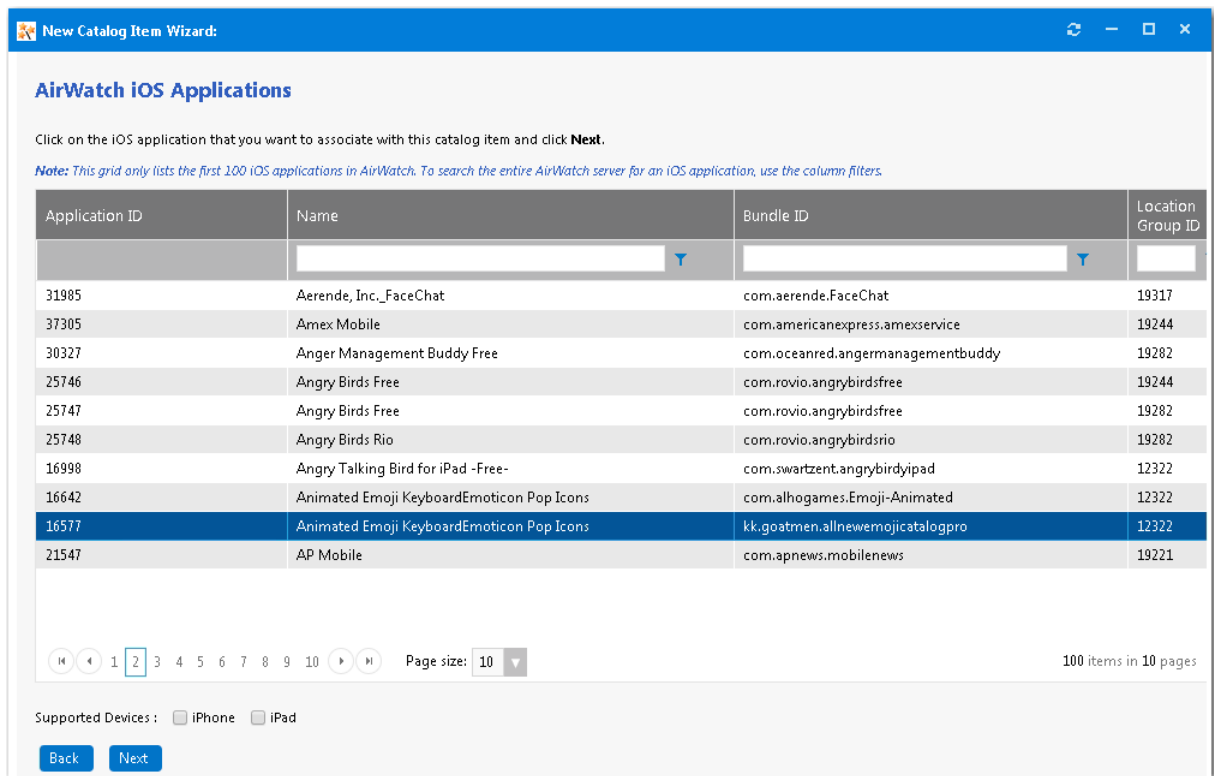 New Catalog Item Wizard:
AirWatch iOS Applications
Click on the iOS application that you want to associate with this catalog item and click Next.
Note: This grid only lists the first 100 iOS applications in AirWatch. To search the entire AirWatch server for an iOS application, use the column filters.
Application ID Name Bundle ID Location Group ID
31985 Aerende, Inc._FaceChat com.aerende.FaceChat 19317
37305 Amex Mobile com.americanexpress.amexservice 19244
30327 Anger Management Buddy Free com.oceanred.angermanagementbuddy 19282
25746 Angry Birds Free com.rovio.angrybirdsfree 19244
25747 Angry Birds Free com.rovio.angrybirdsfree 19282
25748 Angry Birds Rio com.rovio.angrybirdsrio 19282
16998 Angry Talking Bird for iPad -Free- com.swartzent.angrybirdyipad 12322
16642 Animated Emoji KeyboardEmoticon Pop Icons com.alhogames.Emoji-Animated 12322
16577 Animated Emoji KeyboardEmoticon Pop Icons kk.goatmen.allnewemojicatalogpro 12322
21547 AP Mobile com.apnews.mobilenews 19221
1 2 3 4 5 6 7 8 9 10 Page size: 10 100 items in 10 pages
Supported Devices : iPhone iPad
Back Next